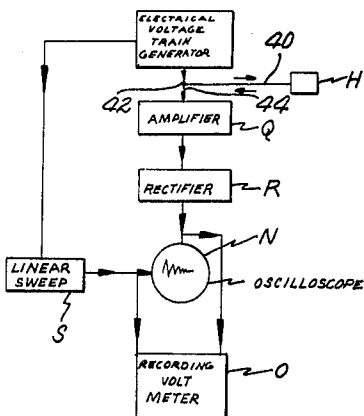 ELECTRICAL
VOLTAGE
TRAIN
GENERATOR
40
H
42
44
AMPLIFIER
Q
RECTIFIER
R
N
LINEAR
SWEEP
OSCILLOSCOPE
S
RECORDING
VOLT
METER
O